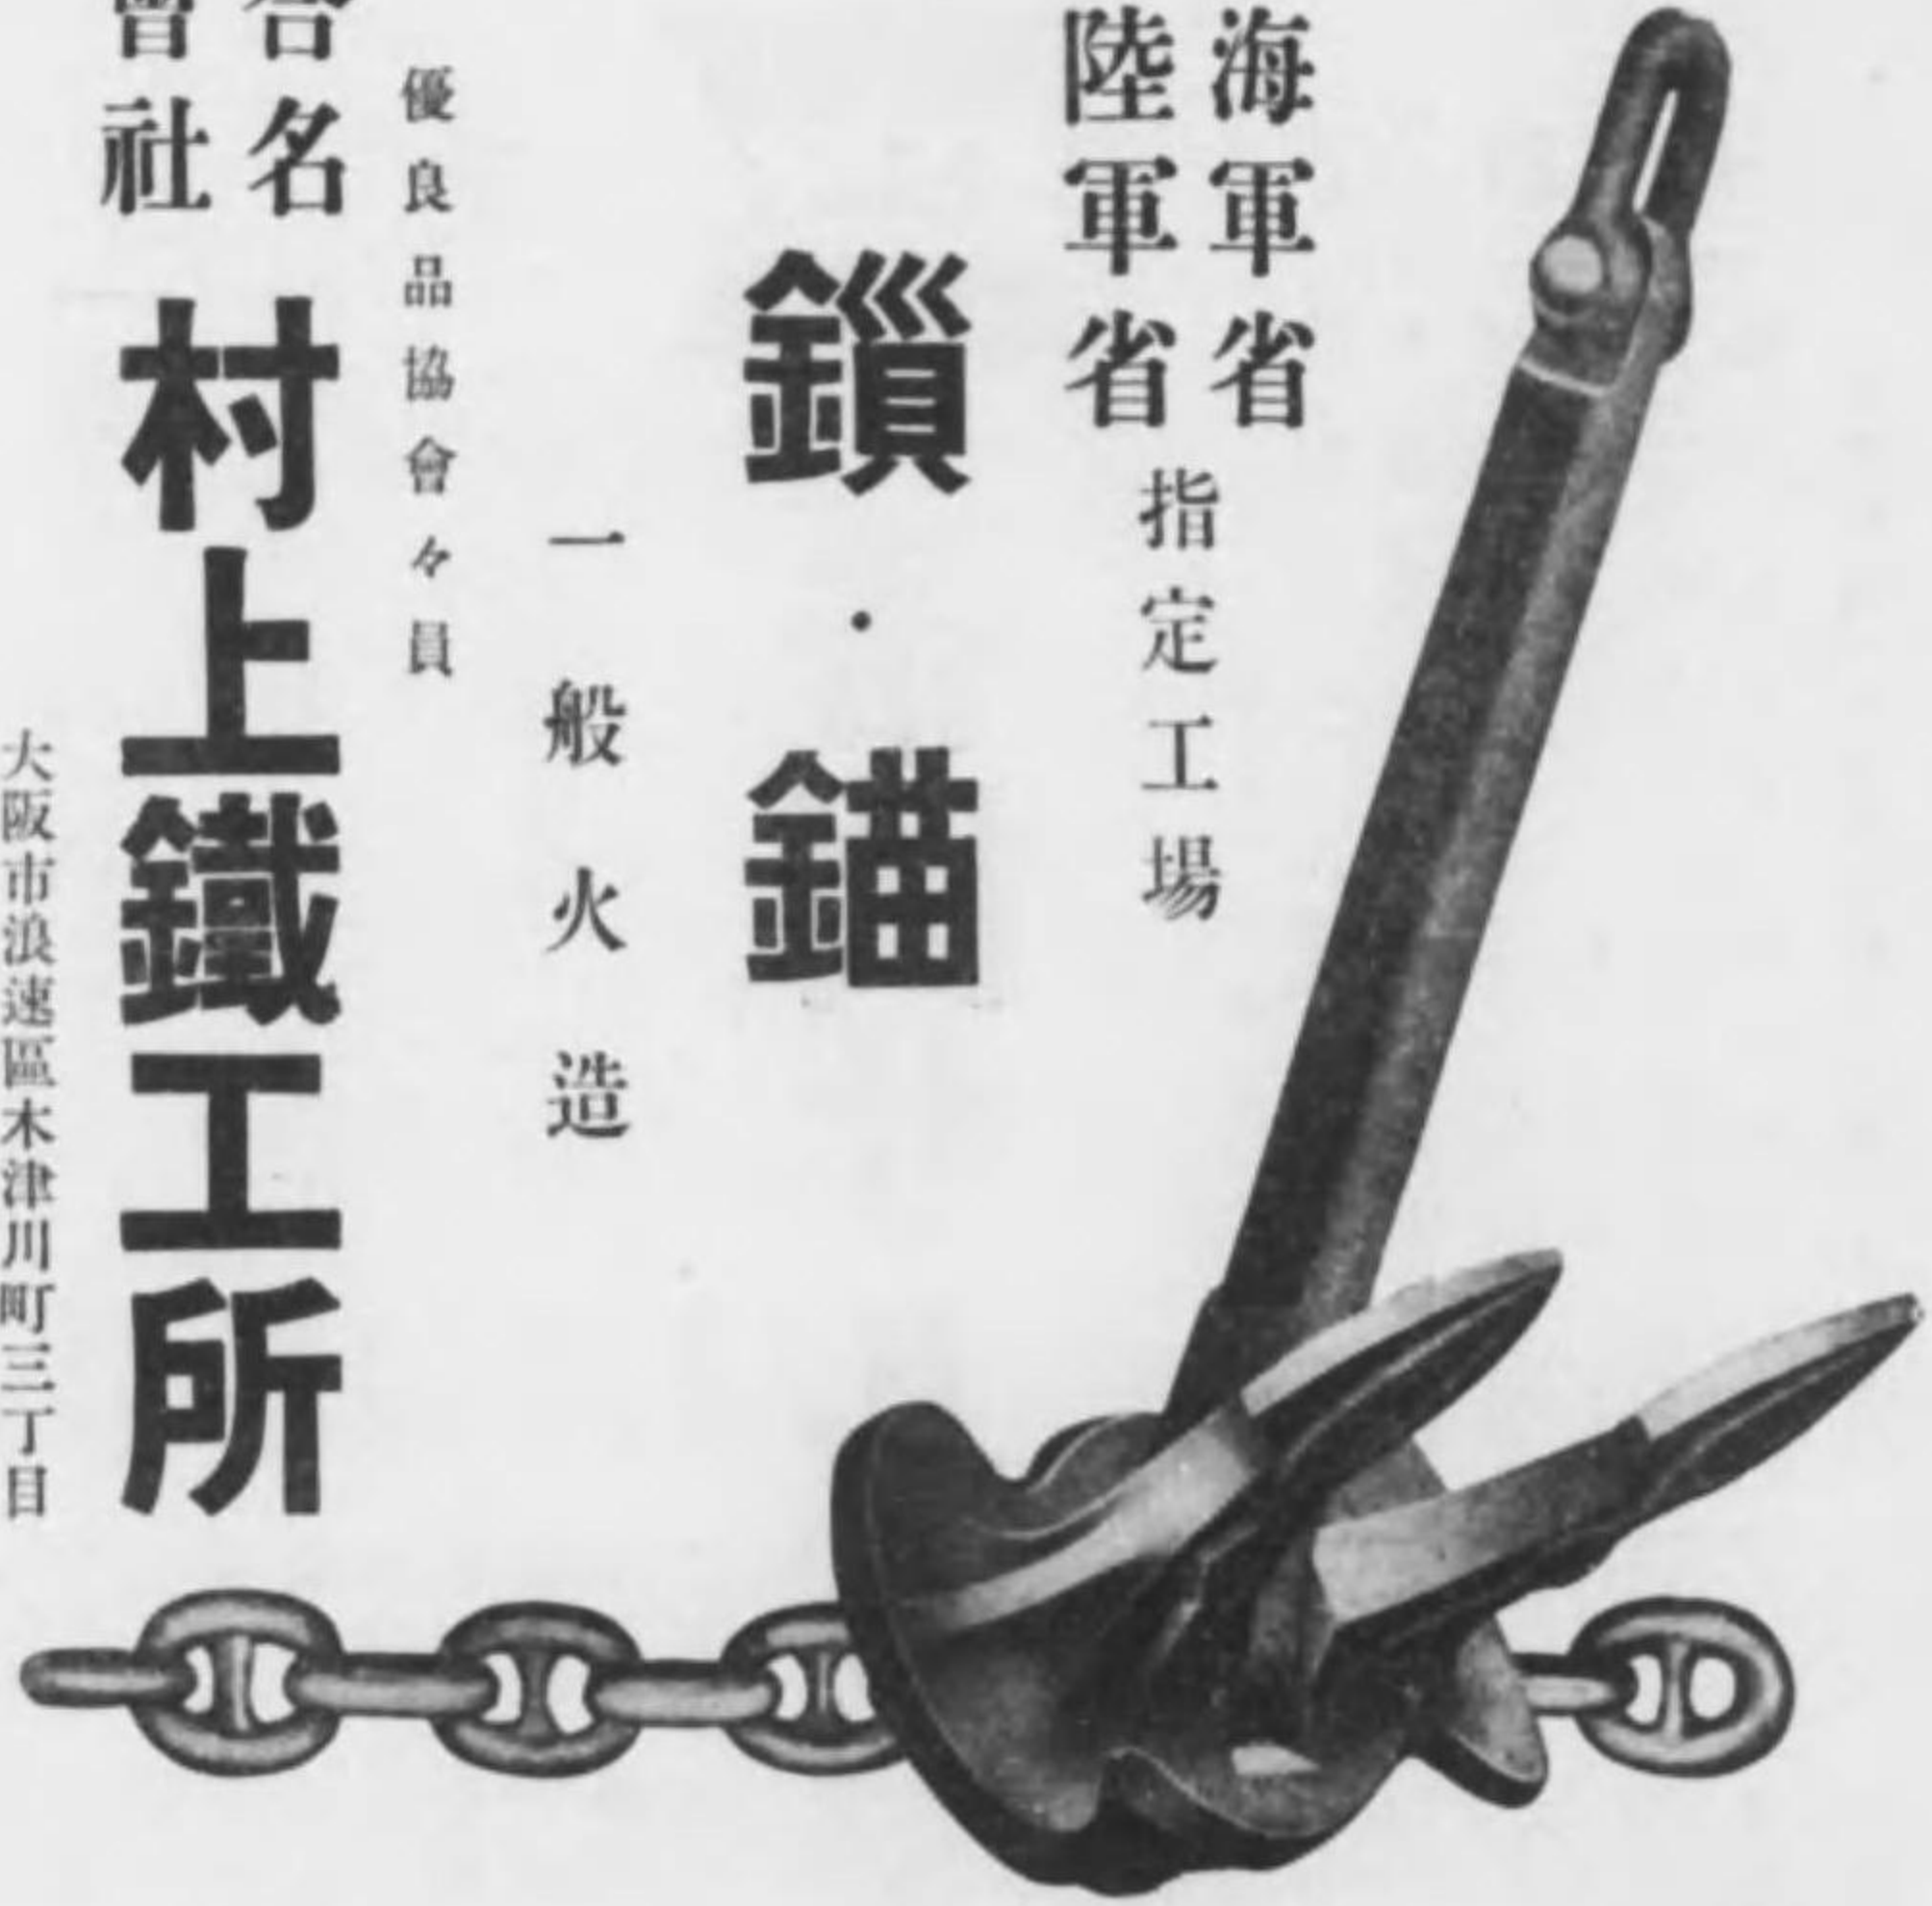 海軍省
陸軍省
指定工場
鎻・錨
一般火造
優良品協會々員
合名
會社
村上鐵工所
大阪市浪速區木津川町三丁目